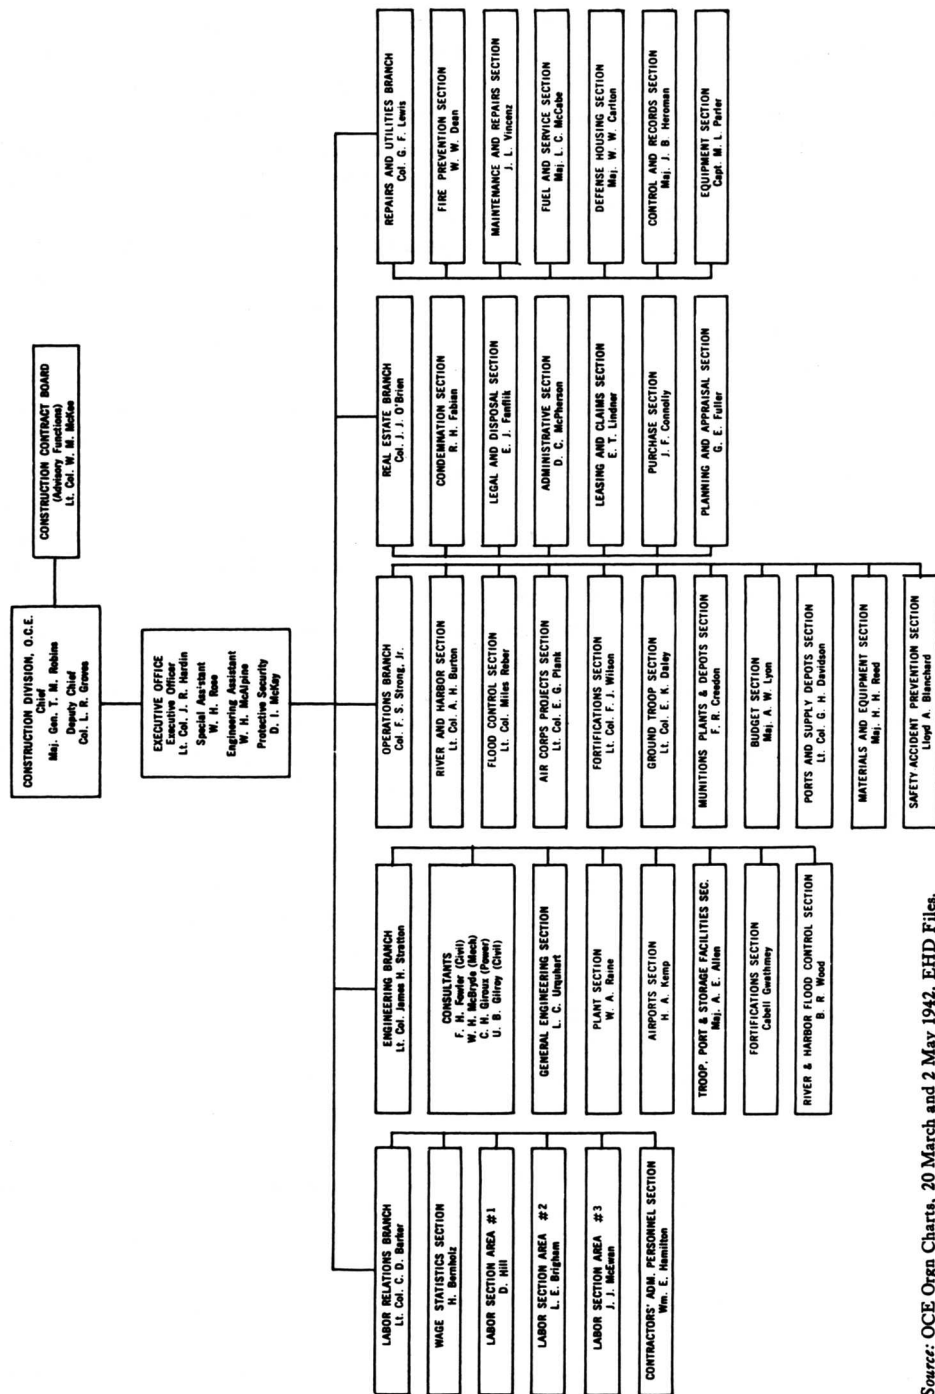 CONSTRUCTION DIVISION, O.C.E.
Chief
Maj. Gen. T. M. Robins
Deputy Chief
Col. L. R. Groves
CONSTRUCTION CONTRACT BOARD
(Advisory Functions)
Lt. Col. W. M. McKee
EXECUTIVE OFFICE
Executive Officer
Lt. Col. J. R. Hardin
Special Assistant
W. H. Rose
Engineering Assistant
W. H. McAlpine
Protective Security
D. I. McKay
LABOR RELATIONS BRANCH
Lt. Col. C. D. Barker
WAGE STATISTICS SECTION
H. Bernholz
LABOR SECTION AREA #1
D. Hill
LABOR SECTION AREA #2
L. E. Brigham
LABOR SECTION AREA #3
J. J. McEwan
CONTRACTORS' ADM. PERSONNEL SECTION
Wm. E. Hamilton
ENGINEERING BRANCH
Lt. Col. James H. Stratton
CONSULTANTS
F. H. Fowler (Civil)
W. H. McBryde (Mech)
C. H. Giroux (Power)
U. B. Gilroy (Civil)
GENERAL ENGINEERING SECTION
L. C. Urquhart
PLANT SECTION
W. A. Raine
AIRPORTS SECTION
H. A. Kemp
TROOP, PORT & STORAGE FACILITIES SEC.
Maj. A. E. Allen
FORTIFICATIONS SECTION
Cabell Gwathmey
RIVER & HARBOR FLOOD CONTROL SECTION
B. R Wood
OPERATIONS BRANCH
Col. F. S. Strong, Jr.
RIVER AND HARBOR SECTION
Lt. Col. A. H. Burton
FLOOD CONTROL SECTION
Lt. Col. Miles Reber
AIR CORPS PROJECTS SECTION
Lt. Col. E. G. Plank
FORTIFICATIONS SECTION
Lt. Col. F. J. Wilson
GROUND TROOP SECTION
Lt. Col. E. K. Daley
MUNITIONS PLANTS & DEPOTS SECTION
F. R. Creedon
BUDGET SECTION
Maj. A. W. Lyon
PORTS AND SUPPLY DEPOTS SECTION
Lt. Col. G. H. Davidson
MATERIALS AND EQUIPMENT SECTION
Maj. H. H. Reed
SAFETY ACCIDENT PREVENTION SECTION
Lloyd A. Blanchard
REAL ESTATE BRANCH
Col. J. J. O'Brien
CONDEMNATION SECTION
R. H. Fabian
LEGAL AND DISPOSAL SECTION
E. J. Fanflik
ADMINISTRATIVE SECTION
D. C. McPherson
LEASING AND CLAIMS SECTION
E. T. Lindner
PURCHASE SECTION
J. F. Connolly
PLANNING AND APPRAISAL SECTION
G. E. Fuller
REPAIRS AND UTILITIES BRANCH
Col. G. F. Lewis
FIRE PREVENTION SECTION
W. W. Dean
MAINTENANCE AND REPAIRS SECTION
J. L. Vincenz
FUEL AND SERVICE SECTION
Maj. L. C. McCabe
DEFENSE HOUSING SECTION
Maj. W. W. Carlton
CONTROL AND RECORDS SECTION
Maj. J. B. Heroman
EQUIPMENT SECTION
Capt. M. L. Parler
Source: OCE Orgn Charts, 20 March and 2 May 1942. EHD Files.